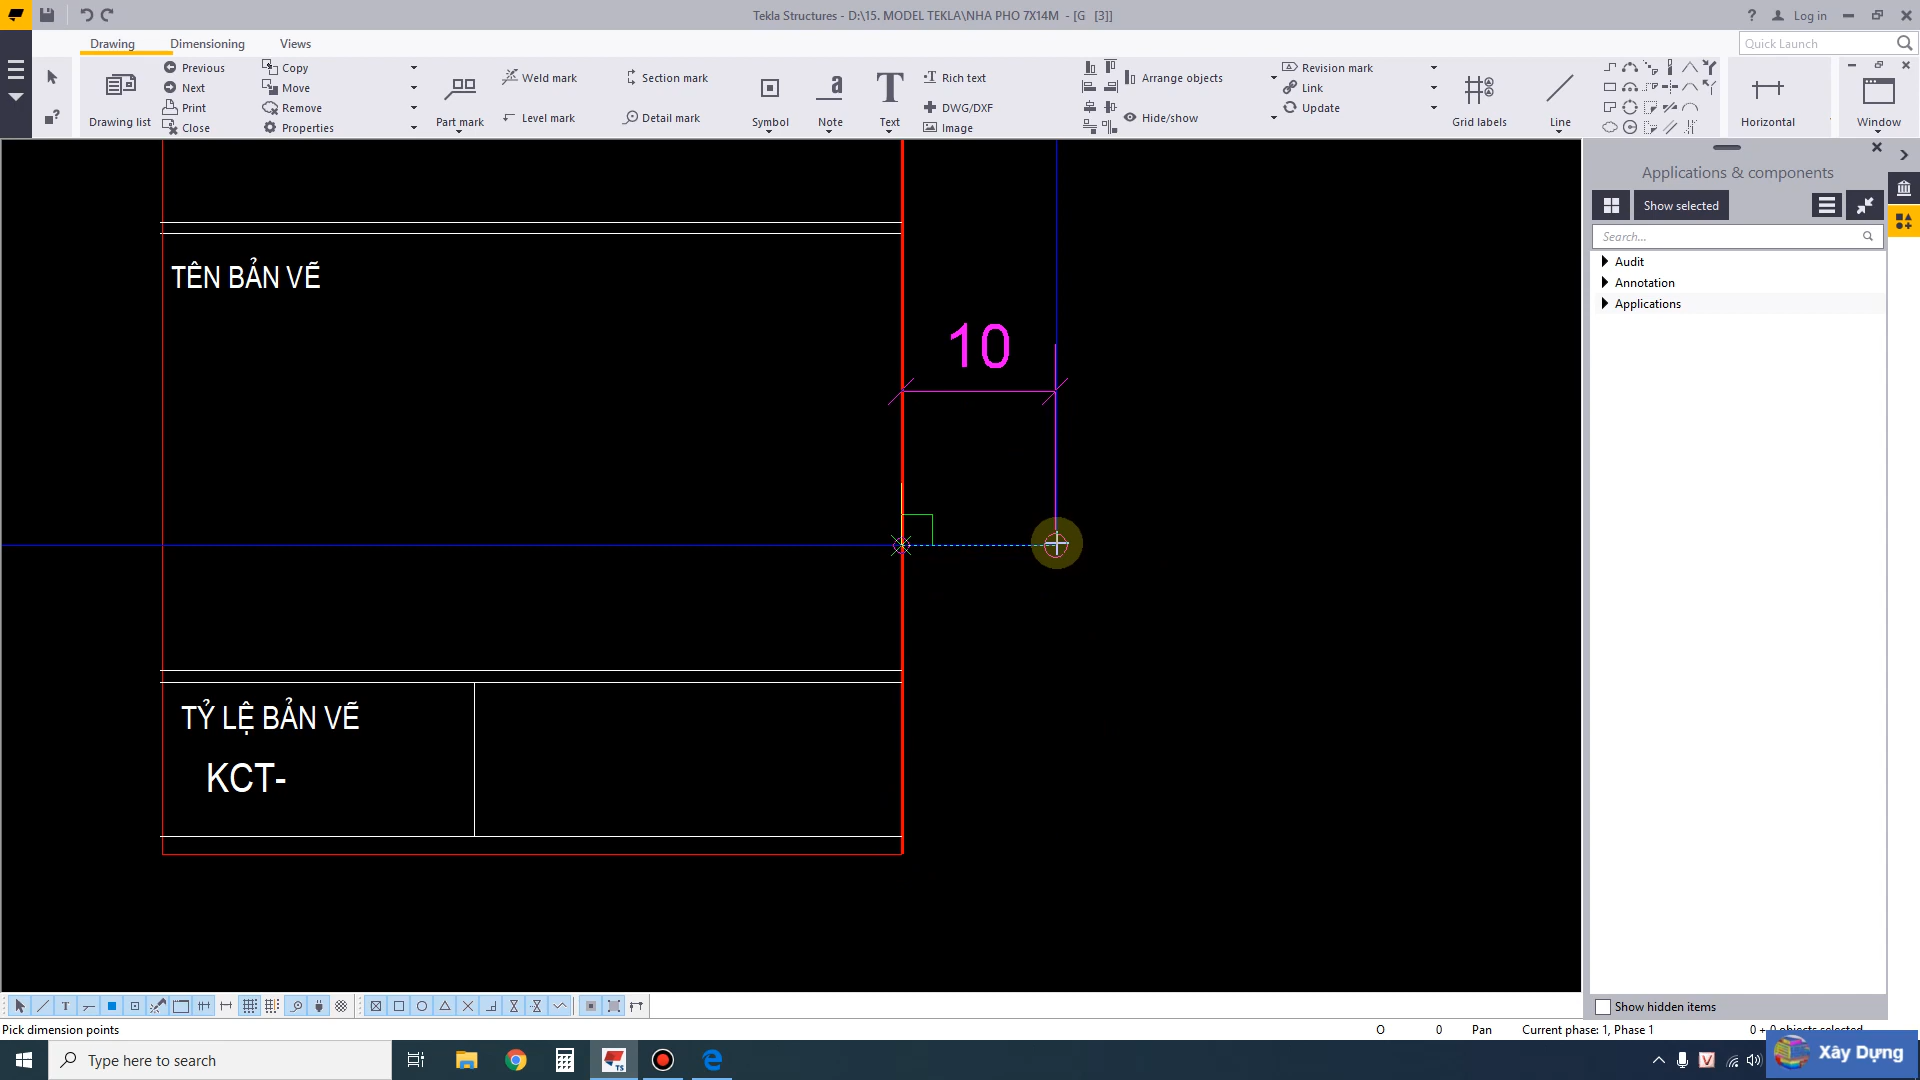 Tekla Structures - D:\15. MODEL TEKLA\NHA PHO 7X14M - [G [3]]
? Log in
Drawing Dimensioning Views
Quick Launch
Drawing list
Previous
Next
Print
Close
Copy
Move
Remove
Properties
Part mark
Weld mark
Level mark
Section mark
Detail mark
Symbol
Note
Text
Rich text
DWG/DXF
Image
Arrange objects
Hide/show
Revision mark
Link
Update
Grid labels
Line
Horizontal
Window
Applications & components
Show selected
Search...
Audit
Annotation
Applications
TÊN BẢN VẼ
10
TỶ LỆ BẢN VẼ
KCT-
Show hidden items
Pick dimension points
O 0 Pan Current phase: 1, Phase 1 0 + 0 objects selected
Type here to search
TS
V
Xây Dựng